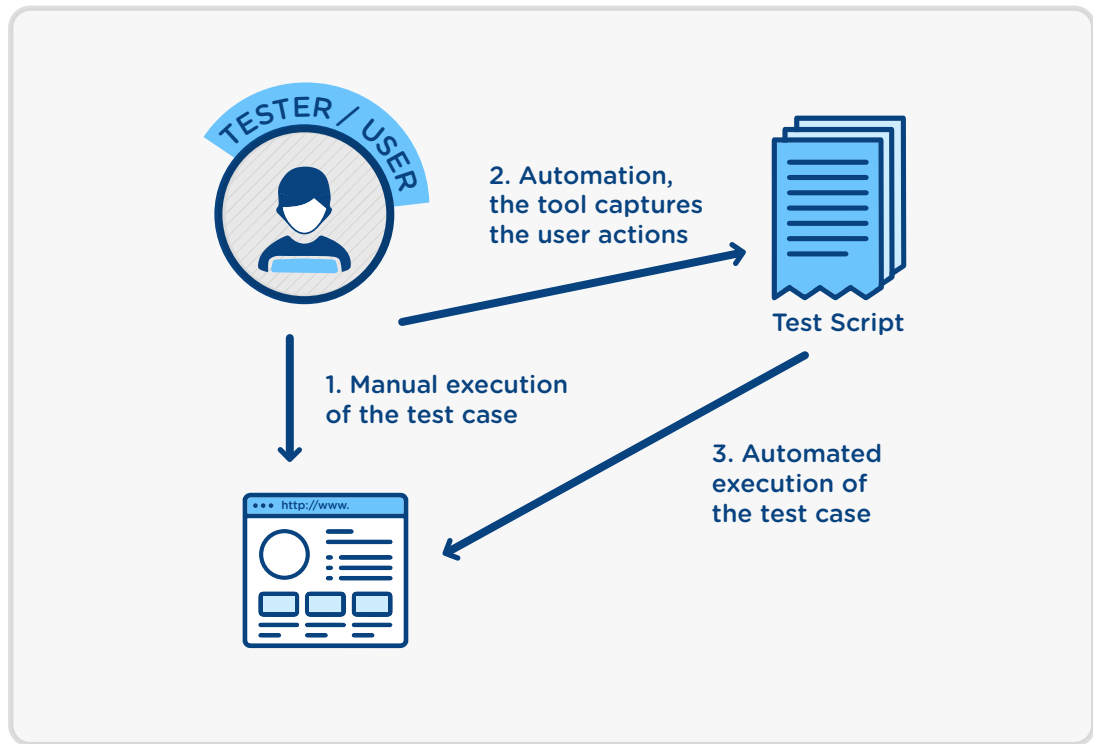 TESTER / USER
2. Automation,
the tool captures
the user actions
Test Script
1. Manual execution
of the test case
3. Automated
execution of
the test case
http://www.